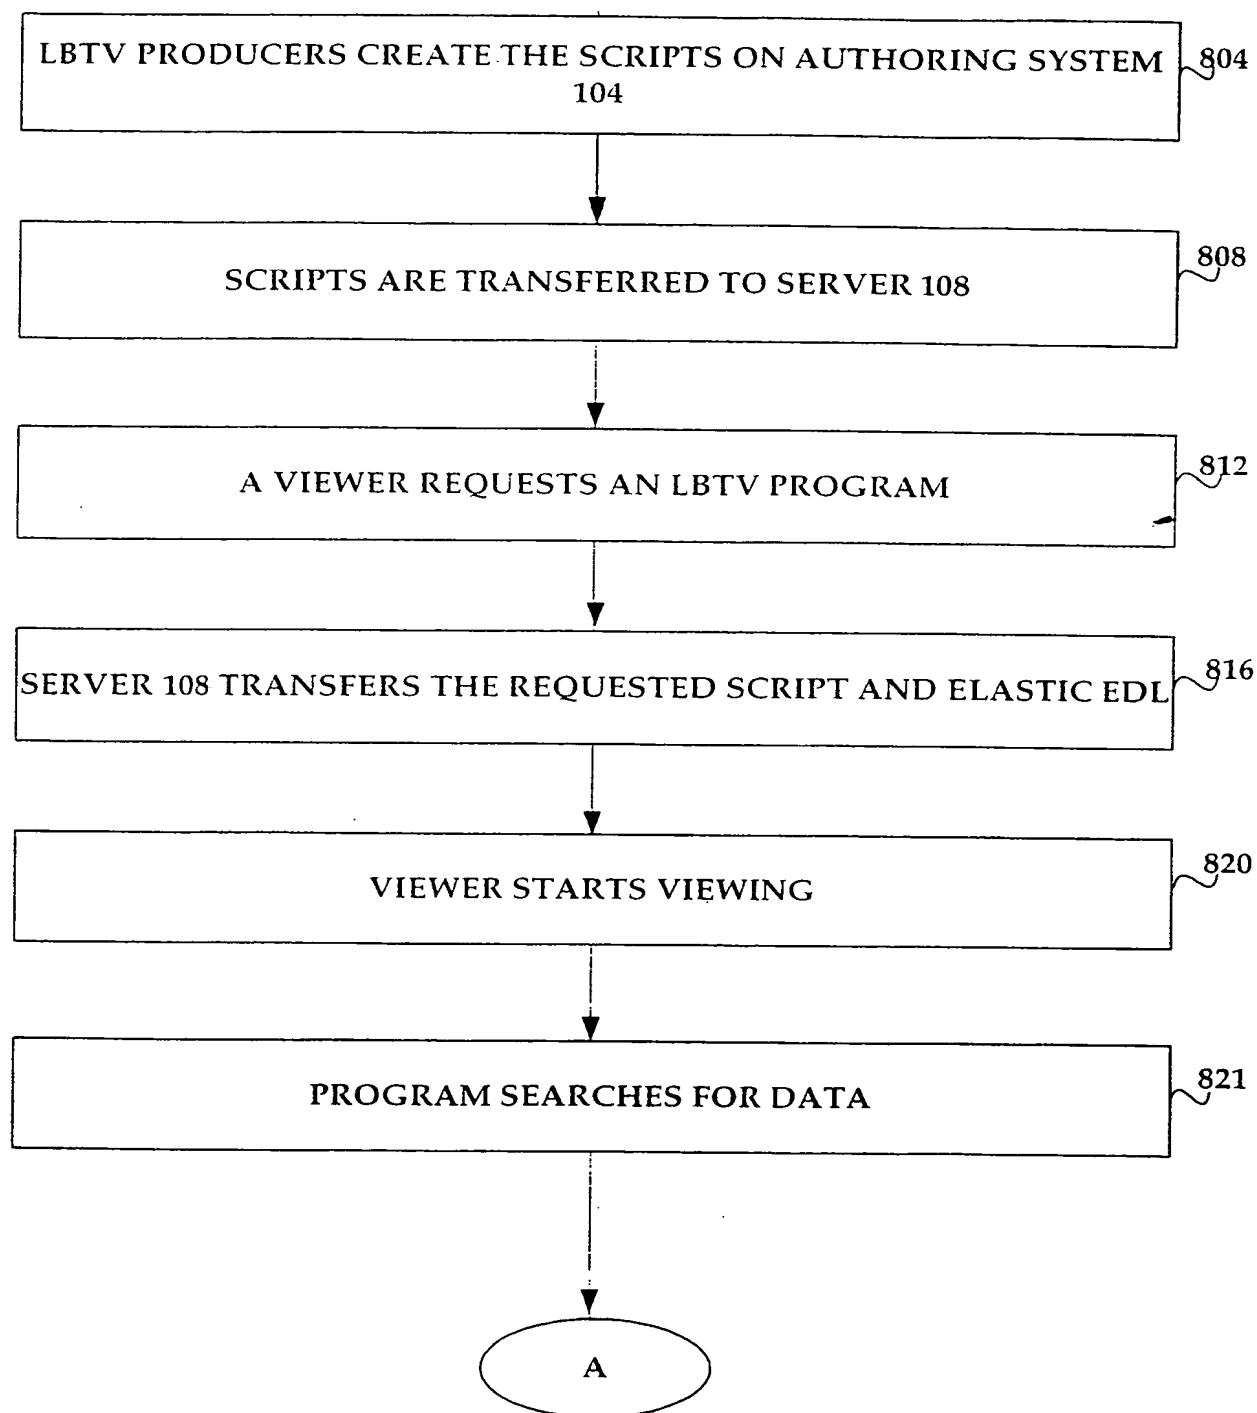 LBTV PRODUCERS CREATE THE SCRIPTS ON AUTHORING SYSTEM
104
804
SCRIPTS ARE TRANSFERRED TO SERVER 108
808
A VIEWER REQUESTS AN LBTV PROGRAM
812
SERVER 108 TRANSFERS THE REQUESTED SCRIPT AND ELASTIC EDL
816
VIEWER STARTS VIEWING
820
PROGRAM SEARCHES FOR DATA
821
A